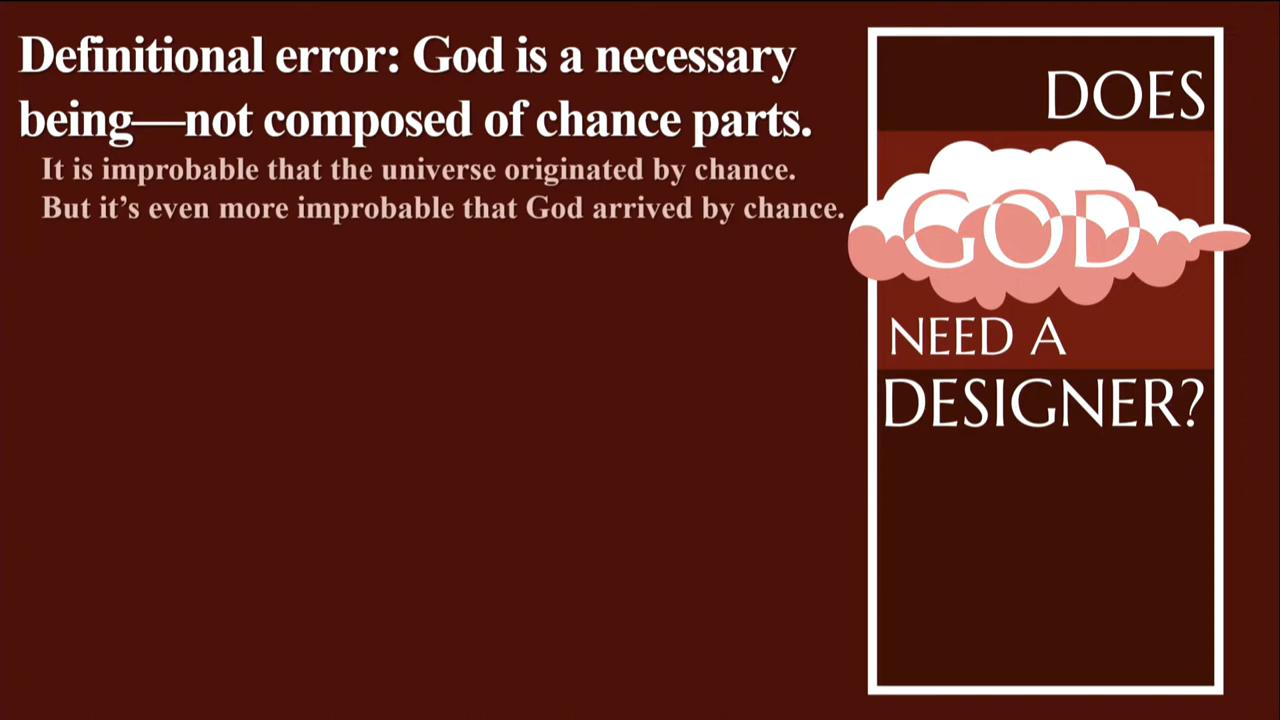 Definitional error: God is a necessary
being—not composed of chance parts.
It is improbable that the universe originated by chance.
But it’s even more improbable that God arrived by chance.
DOES
GOD
NEED A
DESIGNER?